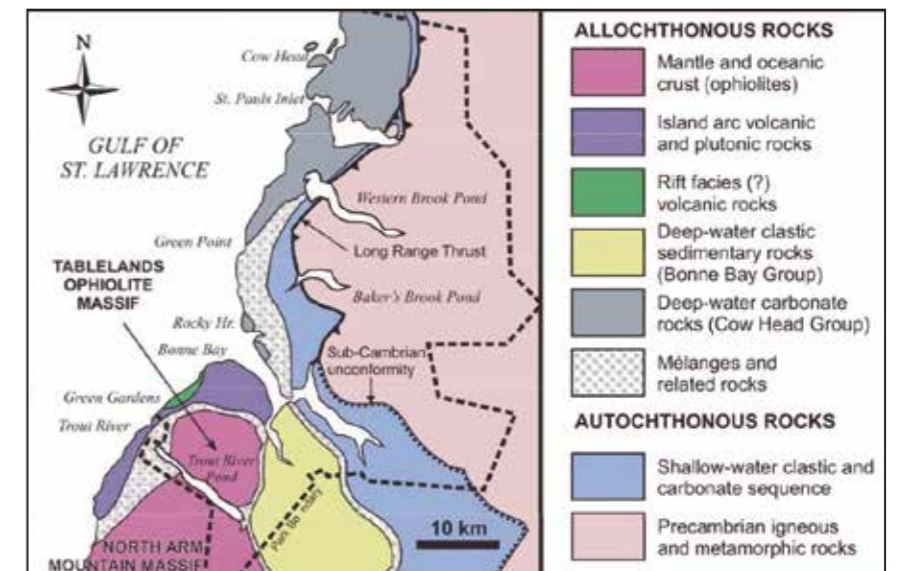 N
Cow Head
St. Pauls Inlet
GULF OF
ST. LAWRENCE
Western Brook Pond
Green Point
Long Range Thrust
TABLELANDS
OPHIOLITE
MASSIF
Baker's Brook Pond
Rocky Hr.
Bonne Bay
Sub-Cambrian
unconformity
Green Gardens
Trout River
Trout River
Pond
Park Boundary
10 km
NORTH ARM
MOUNTAIN MASSIF
ALLOCHTHONOUS ROCKS
Mantle and oceanic
crust (ophiolites)
Island arc volcanic
and plutonic rocks
Rift facies (?)
volcanic rocks
Deep-water clastic
sedimentary rocks
(Bonne Bay Group)
Deep-water carbonate
rocks (Cow Head Group)
Mélanges and
related rocks
AUTOCHTHONOUS ROCKS
Shallow-water clastic and
carbonate sequence
Precambrian igneous
and metamorphic rocks